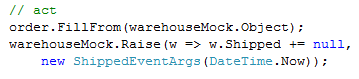 // act
order.FillFrom(warehouseMock.Object);
warehouseMock.Raise(w => w.Shipped += null,
    new ShippedEventArgs(DateTime.Now));